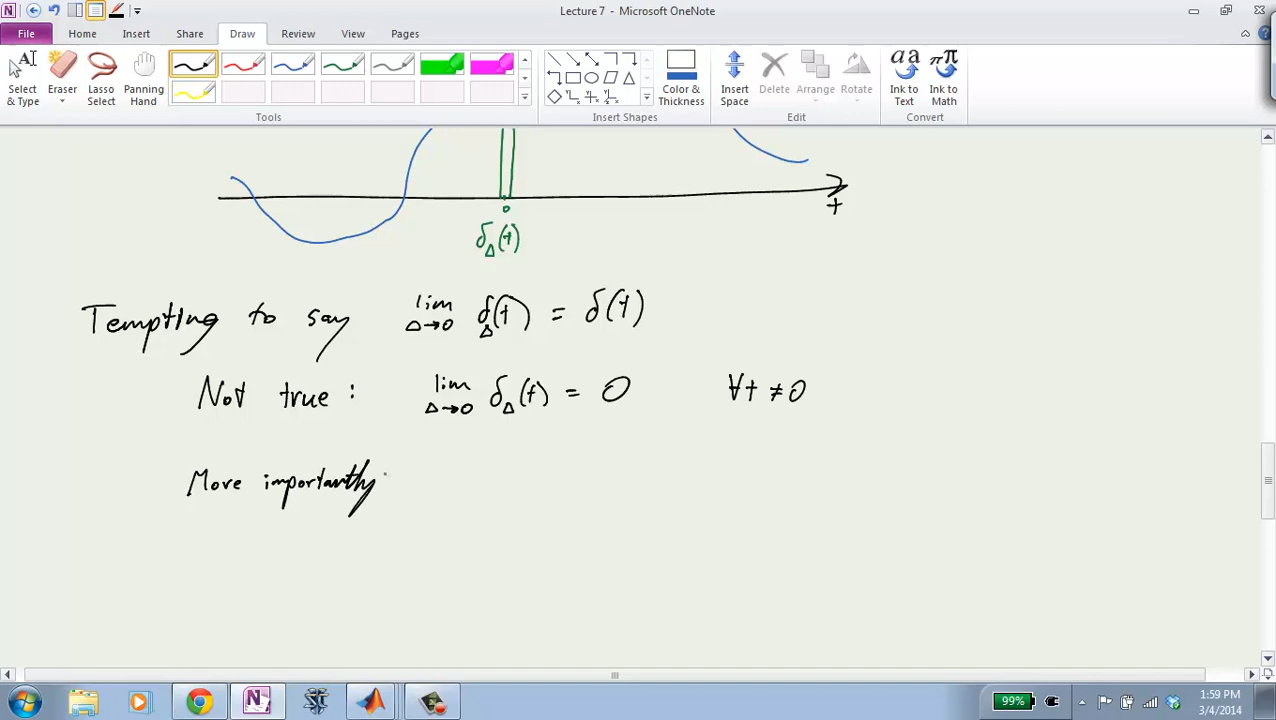 Lecture 7 - Microsoft OneNote
File Home Insert Share Draw Review View Pages
Select & Type
Eraser
Lasso Select
Panning Hand
Color & Thickness
Insert Space
Delete
Arrange
Rotate
Ink to Text
Ink to Math
Tools Insert Shapes Edit Convert
t
0
δ_Δ(t)
Tempting to say lim Δ→0 δ_Δ(t) = δ(t)
Not true: lim Δ→0 δ_Δ(t) = 0 ∀t ≠ 0
More importantly
99%
1:59 PM
3/4/2014